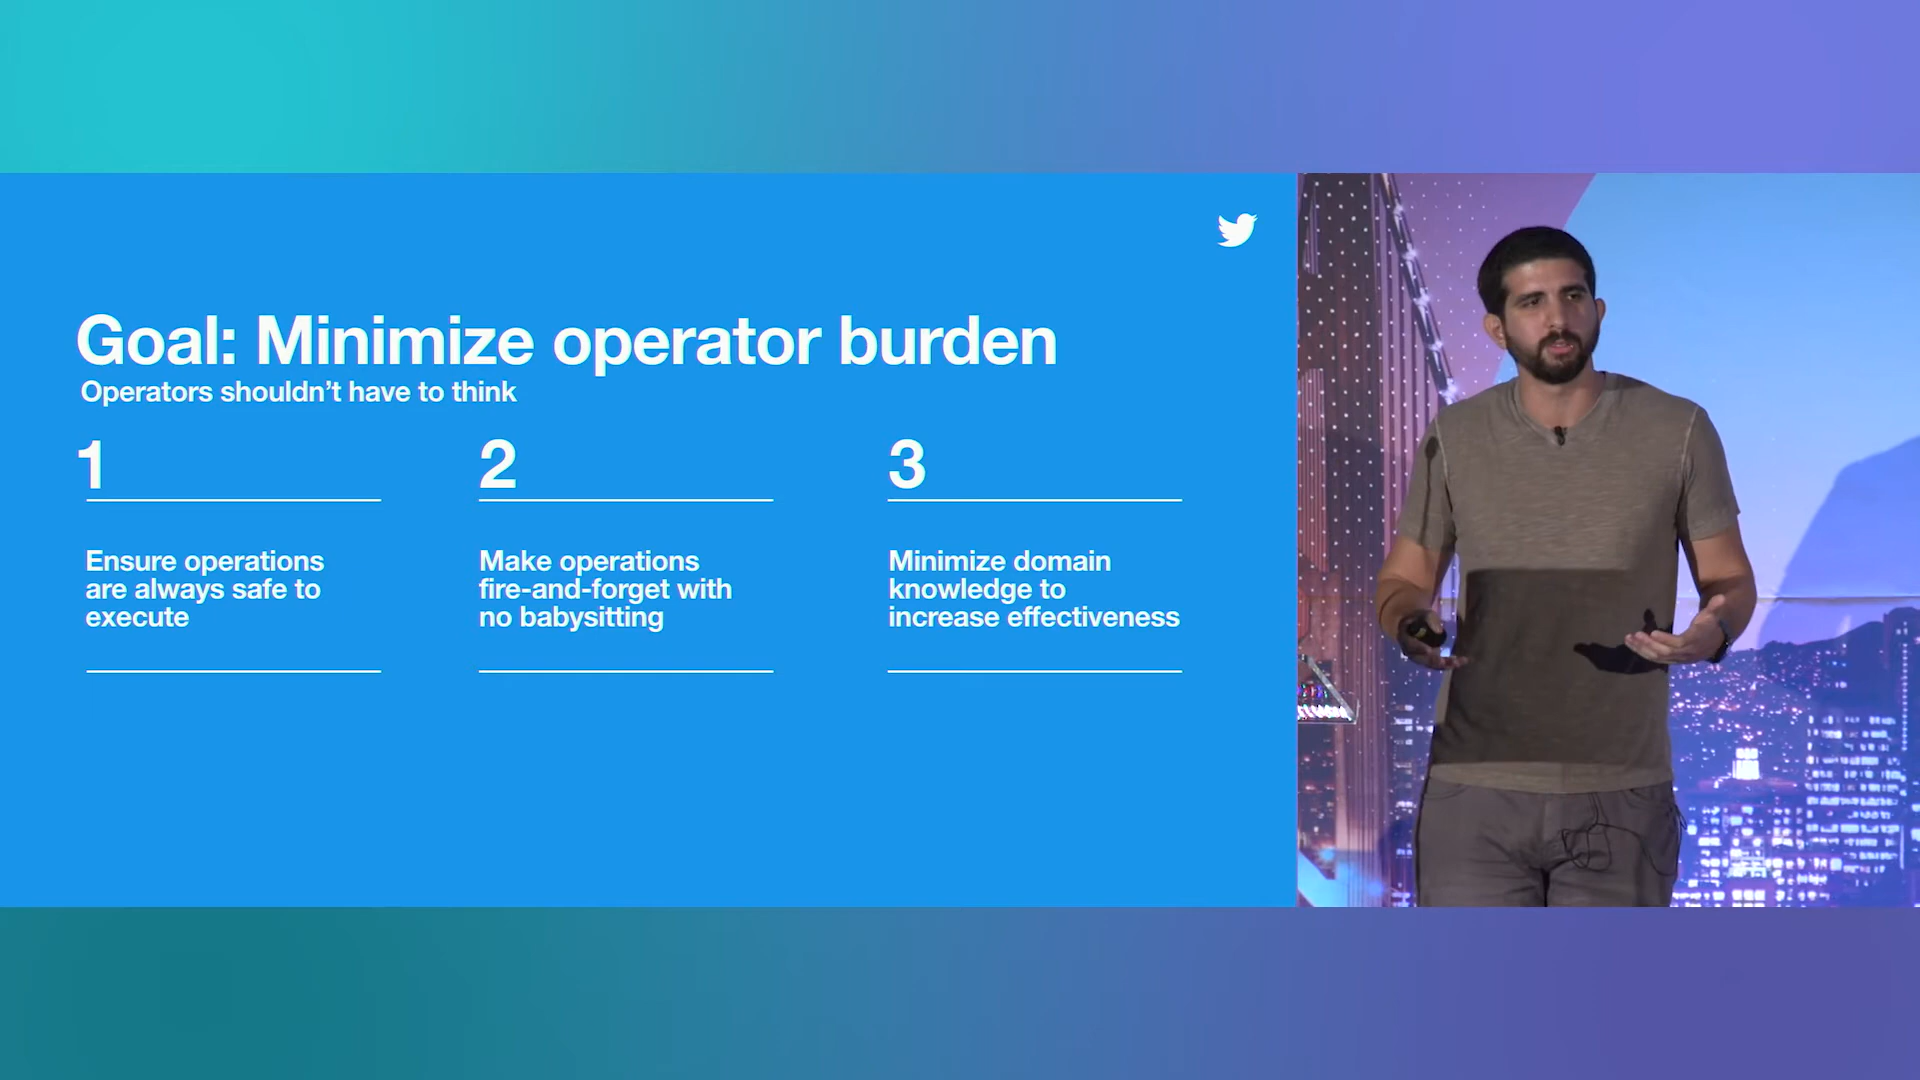 Goal: Minimize operator burden
Operators shouldn’t have to think
1
Ensure operations
are always safe to
execute
2
Make operations
fire-and-forget with
no babysitting
3
Minimize domain
knowledge to
increase effectiveness